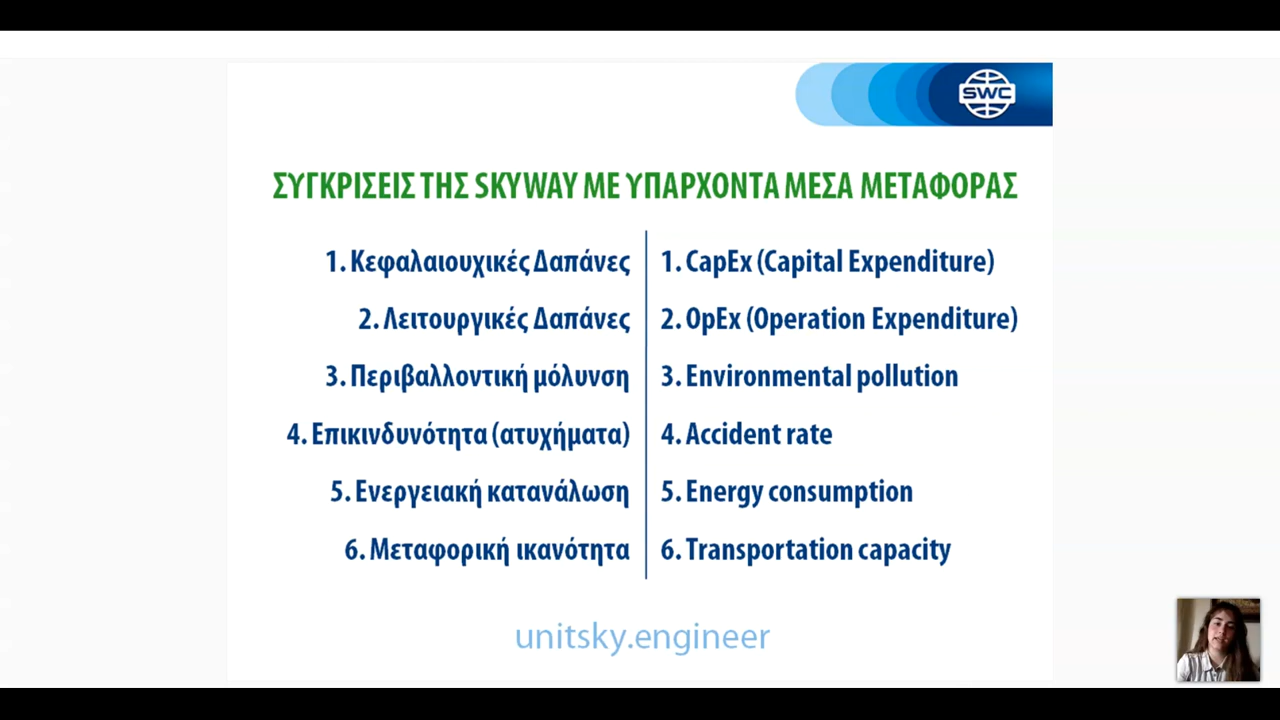 SWC
ΣΥΓΚΡΙΣΕΙΣ ΤΗΣ SKYWAY ΜΕ ΥΠΑΡΧΟΝΤΑ ΜΕΣΑ ΜΕΤΑΦΟΡΑΣ
1. Κεφαλαιουχικές Δαπάνες
2. Λειτουργικές Δαπάνες
3. Περιβαλλοντική μόλυνση
4. Επικινδυνότητα (ατυχήματα)
5. Ενεργειακή κατανάλωση
6. Μεταφορική ικανότητα
1. CapEx (Capital Expenditure)
2. OpEx (Operation Expenditure)
3. Environmental pollution
4. Accident rate
5. Energy consumption
6. Transportation capacity
unitsky.engineer